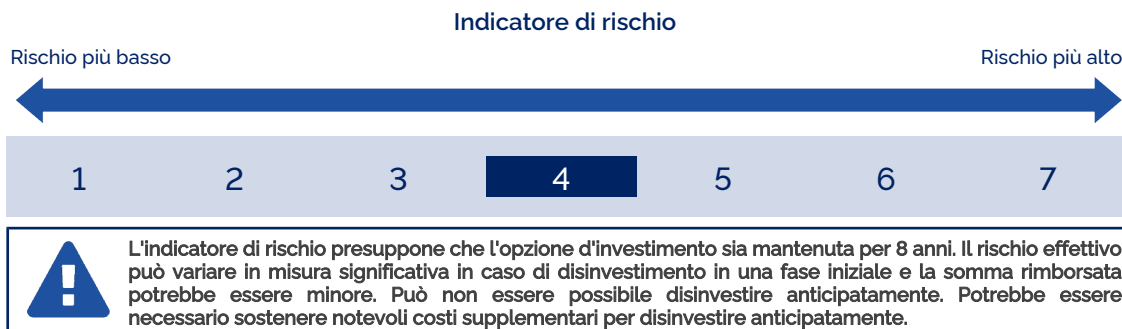 Indicatore di rischio
Rischio più basso
Rischio più alto
1 2 3 4 5 6 7
L'indicatore di rischio presuppone che l'opzione d'investimento sia mantenuta per 8 anni. Il rischio effettivo
può variare in misura significativa in caso di disinvestimento in una fase iniziale e la somma rimborsata
potrebbe essere minore. Può non essere possibile disinvestire anticipatamente. Potrebbe essere
necessario sostenere notevoli costi supplementari per disinvestire anticipatamente.